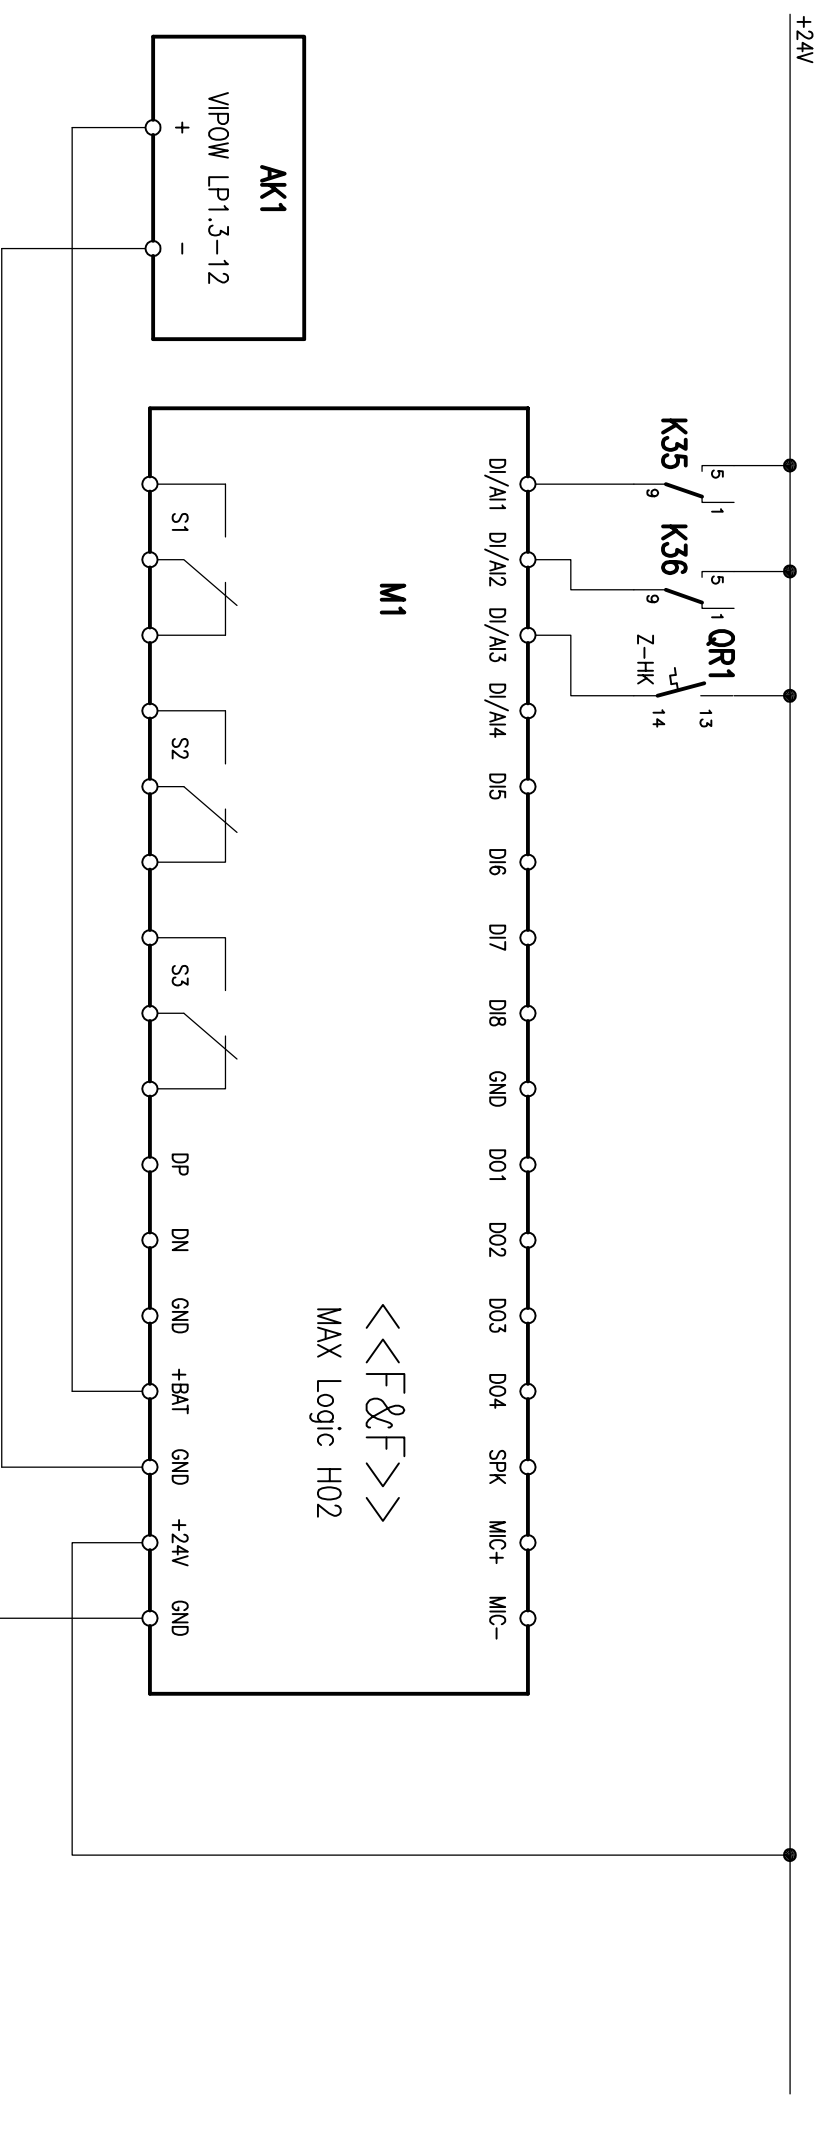 +24V
K35
5
1
9
K36
5
1
9
QR1
Z-HK
13
14
AK1
VIPOW LP1.3-12
+
-
M1
DI/AI1
DI/AI2
DI/AI3
DI/AI4
DI5
DI6
DI7
DI8
GND
DO1
DO2
DO3
DO4
SPK
MIC+
MIC-
<<F&F>>
MAX Logic H02
S1
S2
S3
DP
DN
GND
+BAT
GND
+24V
GND